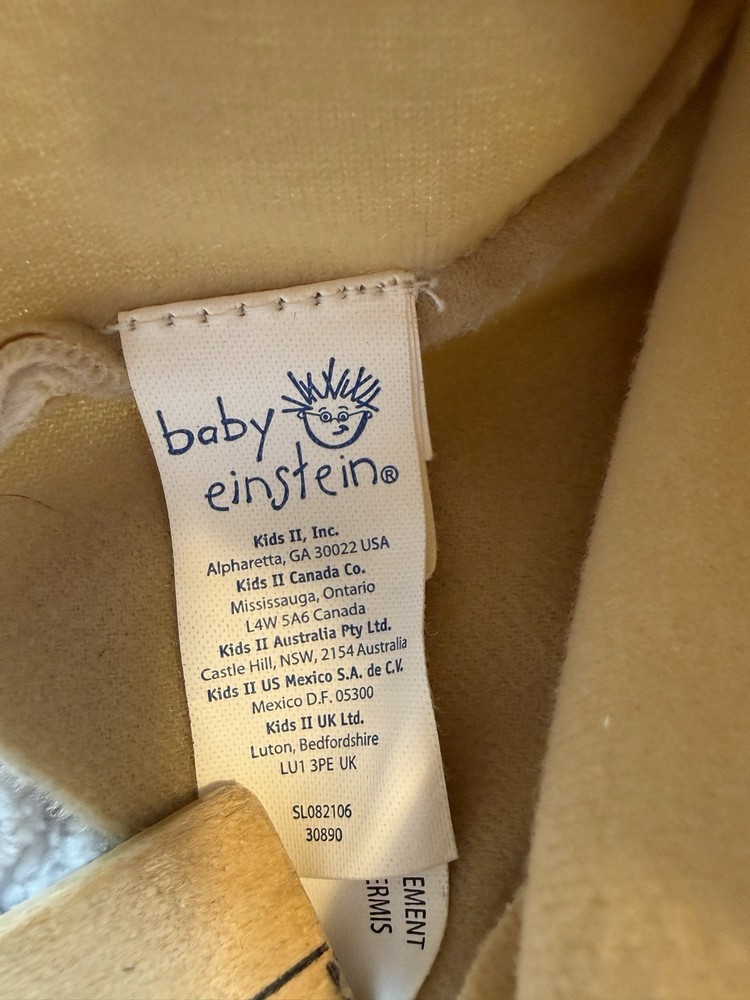 baby
einstein®
Kids II, Inc.
Alpharetta, GA 30022 USA
Kids II Canada Co.
Mississauga, Ontario
L4W 5A6 Canada
Kids II Australia Pty Ltd.
Castle Hill, NSW, 2154 Australia
Kids II US Mexico S.A. de C.V.
Mexico D.F. 05300
Kids II UK Ltd.
Luton, Bedfordshire
LU1 3PE UK
SL082106
30890
EMENT
ERMIS